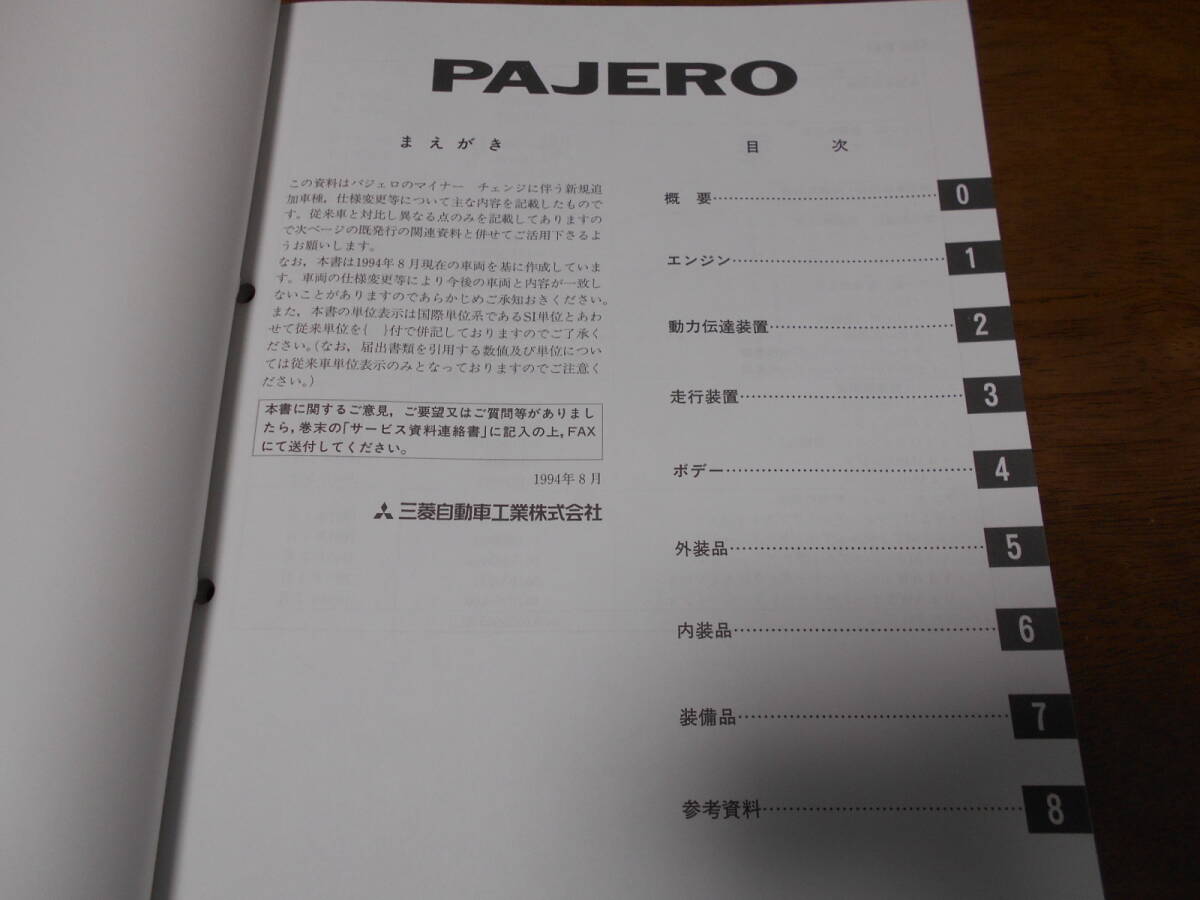 PAJERO
まえがき
この資料はパジェロのマイナー チェンジに伴う新規追
加車種，仕様変更等について主な内容を記載したもので
す。従来車と対比し異なる点のみを記載してありますの
で次ページの既発行の関連資料と併せてご活用下さるよ
うお願いします。
なお，本書は1994年8月現在の車両を基に作成していま
す。車両の仕様変更等により今後の車両と内容が一致し
ないことがありますのであらかじめご承知おきください。
また，本書の単位表示は国際単位系であるSI単位とあわ
せて従来単位を{ }付で併記しておりますのでご了承く
ださい。（なお，届出書類を引用する数値及び単位につい
ては従来車単位表示のみとなっておりますのでご注意く
ださい。）
本書に関するご意見，ご要望又はご質問等がありまし
たら，巻末の「サービス資料連絡書」に記入の上，FAX
にて送付してください。
1994年8月
三菱自動車工業株式会社
目次
概要 0
エンジン 1
動力伝達装置 2
走行装置 3
ボデー 4
外装品 5
内装品 6
装備品 7
参考資料 8